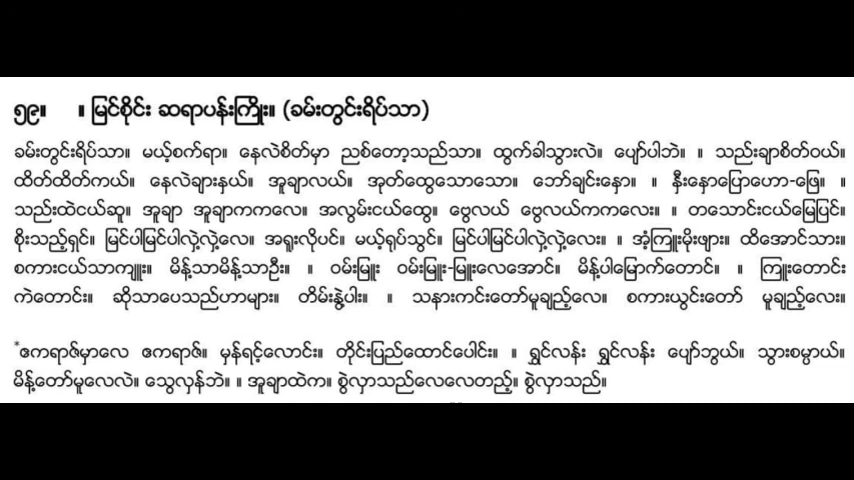 ၅၉။ ။ မြင်စိုင်း ဆရာပန်းကြိုး။ (ခမ်းတွင်းရိပ်သာ)
ခမ်းတွင်းရိပ်သာ။ မယ့်စက်ရာ။ နေလဲစိတ်မှာ ညစ်တော့သည်သာ။ ထွက်ခါသွားလဲ။ ပျော်ပါဘဲ။ ။ သည်းချာစိတ်ဝယ်။
ထိတ်ထိတ်ကယ်။ နေလဲချားနှယ်။ အူချာလယ်။ အုတ်ထွေသောသော။ ဘော်ချင်းနော။ ။ နှီးနှောပြောဟော-ဖြေ။ ။
သည်းထဲငယ်ဆူ။ အူချာ အူချာကကလေ။ အလွမ်းငယ်ထွေ။ ဗွေလယ် ဗွေလယ်ကကလေး။ ။ တသောင်းငယ်မြေပြင်။
စိုးသည့်ရှင်။ မြင်ပါမြင်ပါလှဲ့လှဲ့လေ။ အရူးလိုပင်။ မယ့်ရုပ်သွင်။ မြင်ပါမြင်ပါလှဲ့လှဲ့လေး။ ။ အံ့ကြူးမိုးဖျား။ ထိအောင်သား။
စကားငယ်သာကျူး။ မိန့်သာမိန့်သာဦး။ ။ ဝမ်းမြူး ဝမ်းမြူး-မြူးလေအောင်။ မိန့်ပါမြောက်တောင်။ ။ ကြူးတောင်း
ကဲတောင်း။ ဆိုသာပေသည်ဟာများ။ တိမ်းနွဲ့ပါး။ ။ သနားကင်းတော်မူချည့်လေ။ စကားယွင်းတော် မူချည့်လေး။
*ဧကရာဇ်မှာလေ ဧကရာဇ်။ မှန်ရင့်လောင်း။ တိုင်းပြည်ထောင်ပေါင်း။ ။ ရွှင်လန်း ရွှင်လန်း ပျော်ဘွယ်။ သွားစမ္ပာယ်။
မိန့်တော်မူလေလဲ။ သွေလှန်ဘဲ။ ။ အူချာထဲက။ စွဲလှာသည်လေလေတည့်။ စွဲလှာသည်။